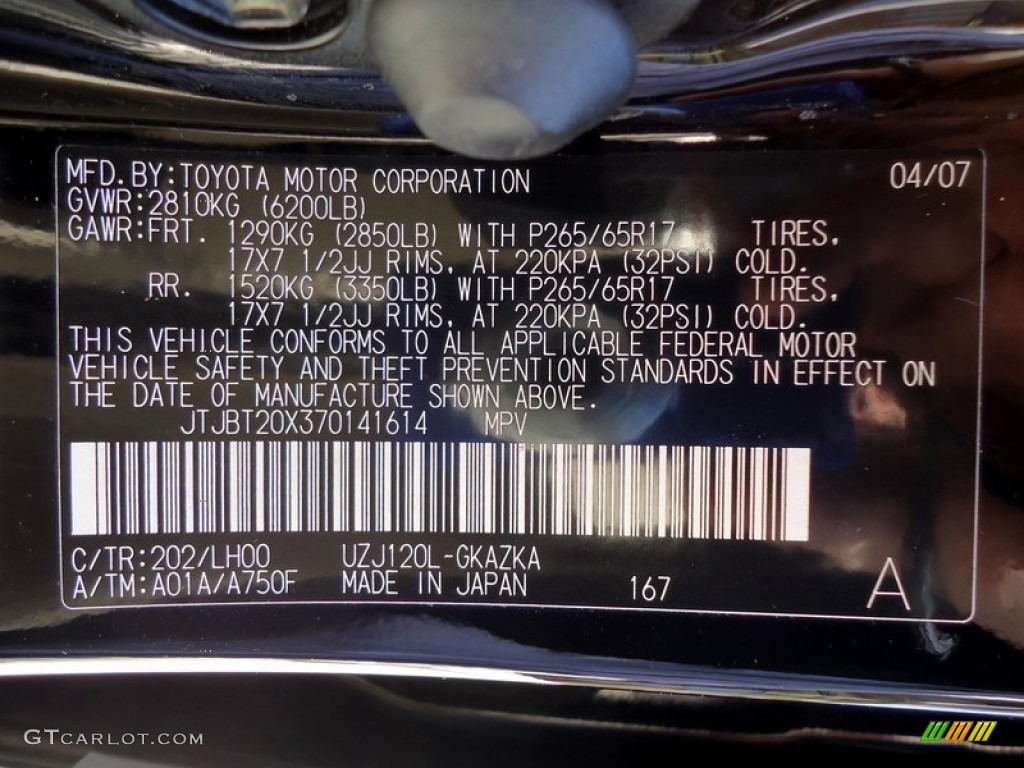 MFD.BY:TOYOTA MOTOR CORPORATION 04/07
GVWR:2810KG (6200LB)
GAWR:FRT. 1290KG (2850LB) WITH P265/65R17 TIRES,
17X7 1/2JJ RIMS, AT 220KPA (32PSI) COLD.
RR. 1520KG (3350LB) WITH P265/65R17 TIRES,
17X7 1/2JJ RIMS, AT 220KPA (32PSI) COLD.
THIS VEHICLE CONFORMS TO ALL APPLICABLE FEDERAL MOTOR
VEHICLE SAFETY AND THEFT PREVENTION STANDARDS IN EFFECT ON
THE DATE OF MANUFACTURE SHOWN ABOVE.
JTJBT20X370141614 MPV
C/TR:202/LH00 UZJ120L-GKAZKA
A/TM:A01A/A750F MADE IN JAPAN 167 A
GTCARLOT.COM